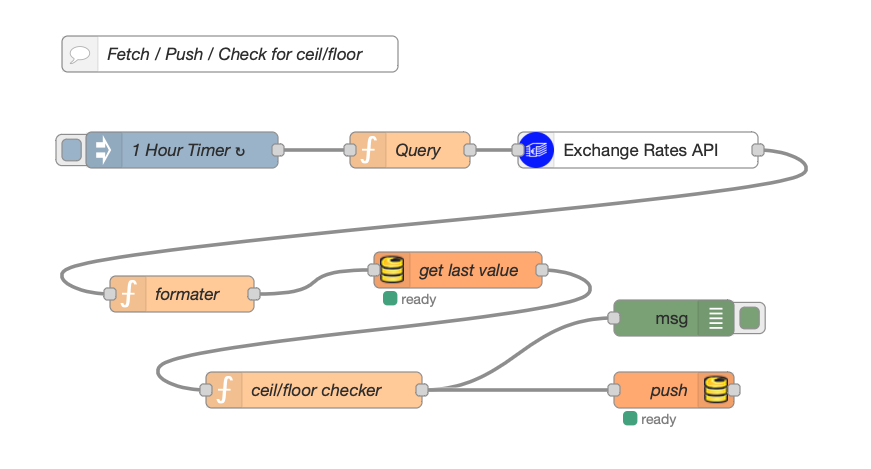 Fetch / Push / Check for ceil/floor
1 Hour Timer ↻
Query
Exchange Rates API
formater
get last value
ready
msg
ceil/floor checker
push
ready